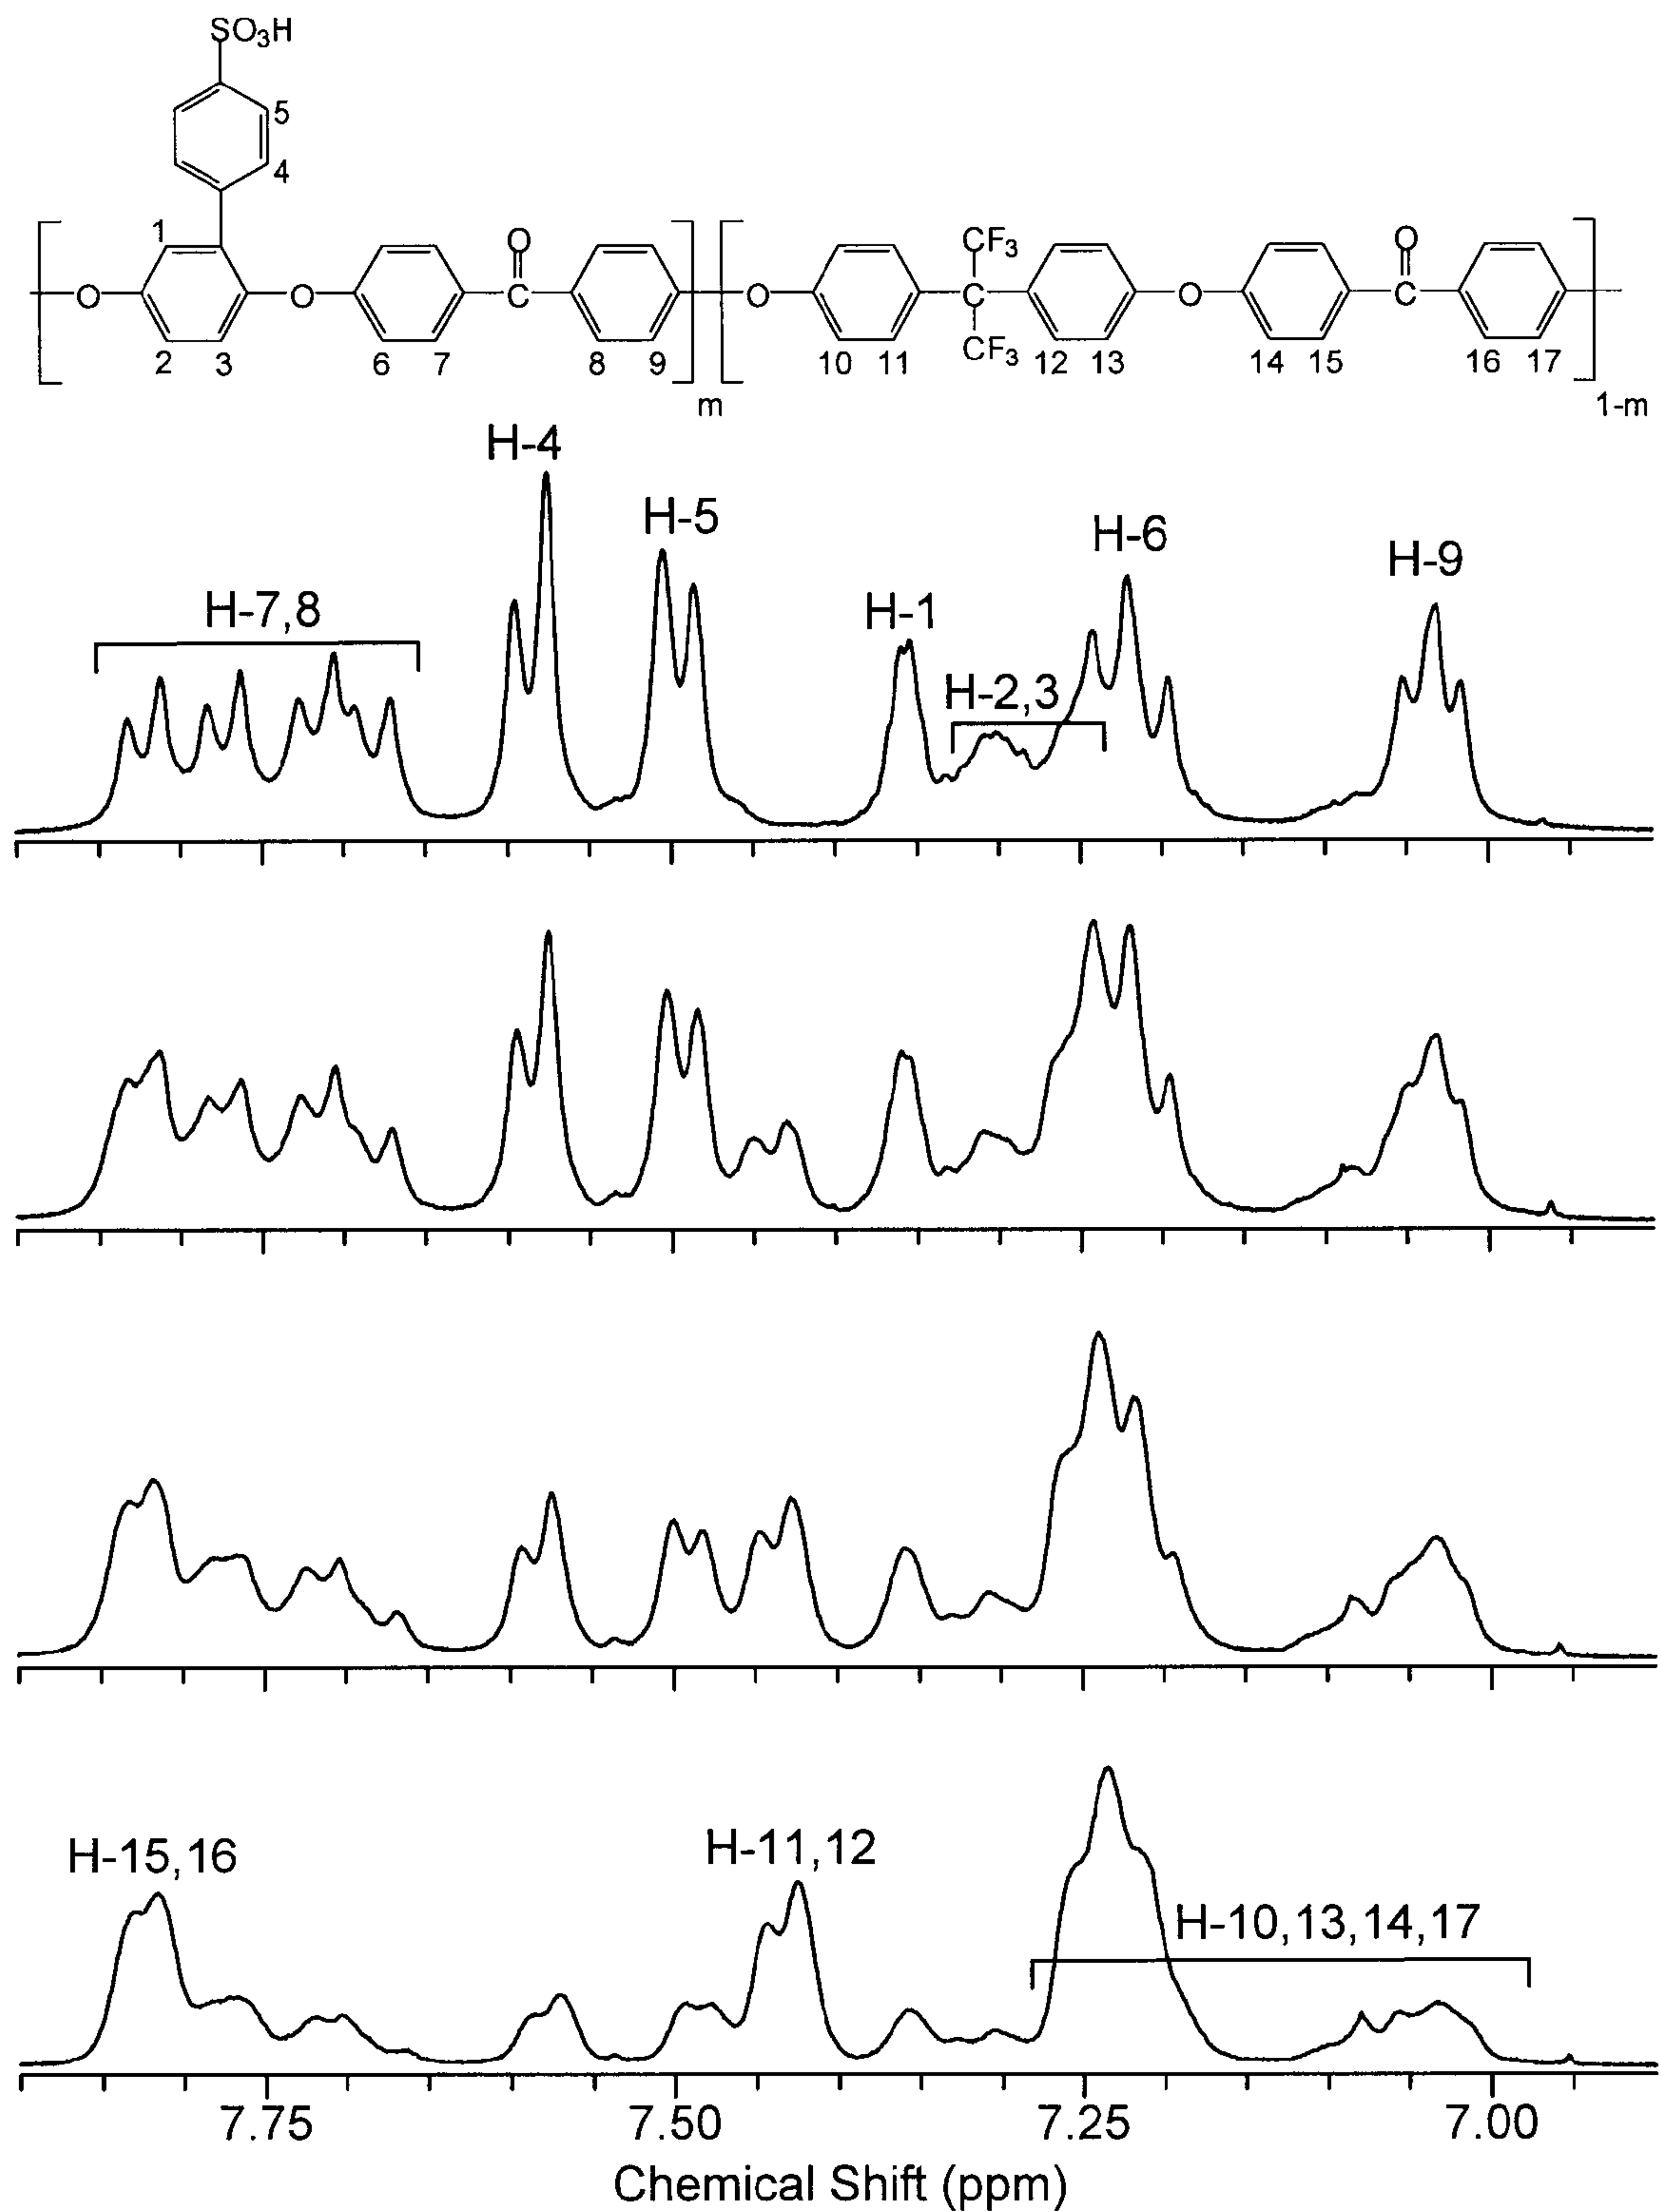 SO3H
5
4
1
O
O
O
C
2
3
6
7
8
9
m
O
CF3
C
CF3
O
O
C
10
11
12
13
14
15
16
17
1-m
H-4
H-5
H-6
H-9
H-7,8
H-1
H-2,3
H-15,16
H-11,12
H-10,13,14,17
7.75
7.50
7.25
7.00
Chemical Shift (ppm)